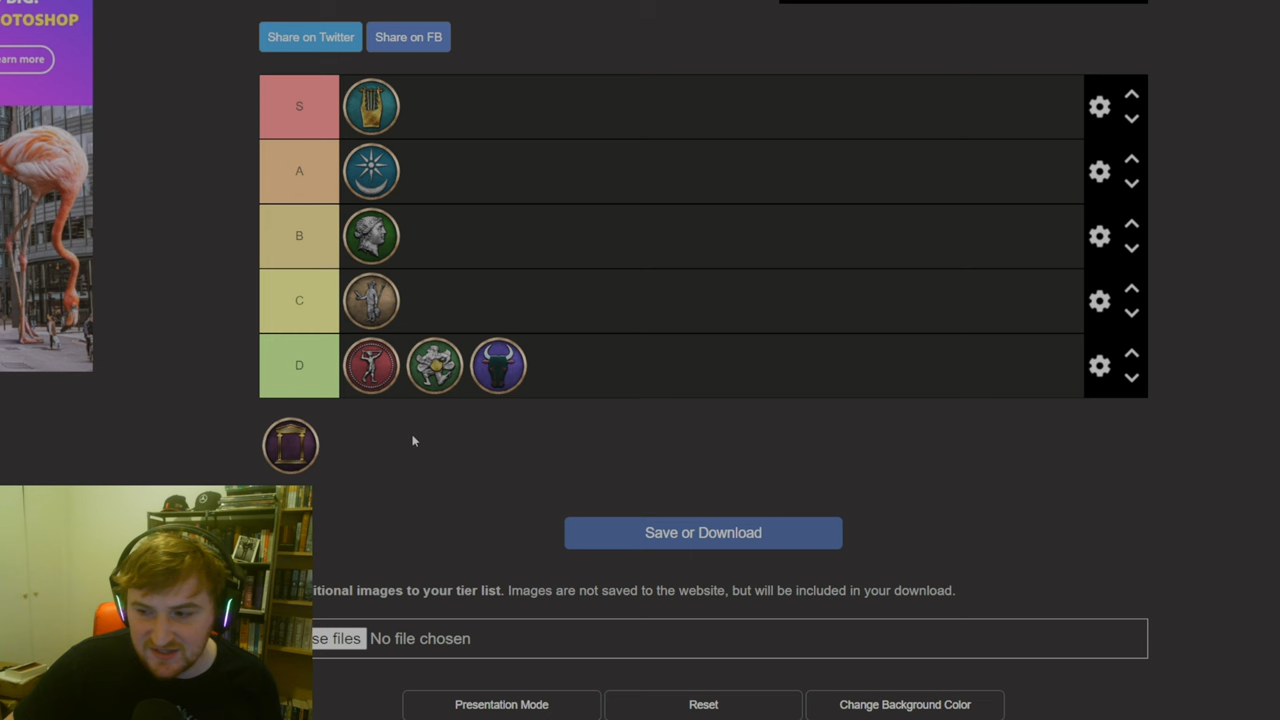 OTOSHOP
earn more
Share on Twitter
Share on FB
S
A
B
C
D
Save or Download
itional images to your tier list. Images are not saved to the website, but will be included in your download.
se files No file chosen
Presentation Mode
Reset
Change Background Color